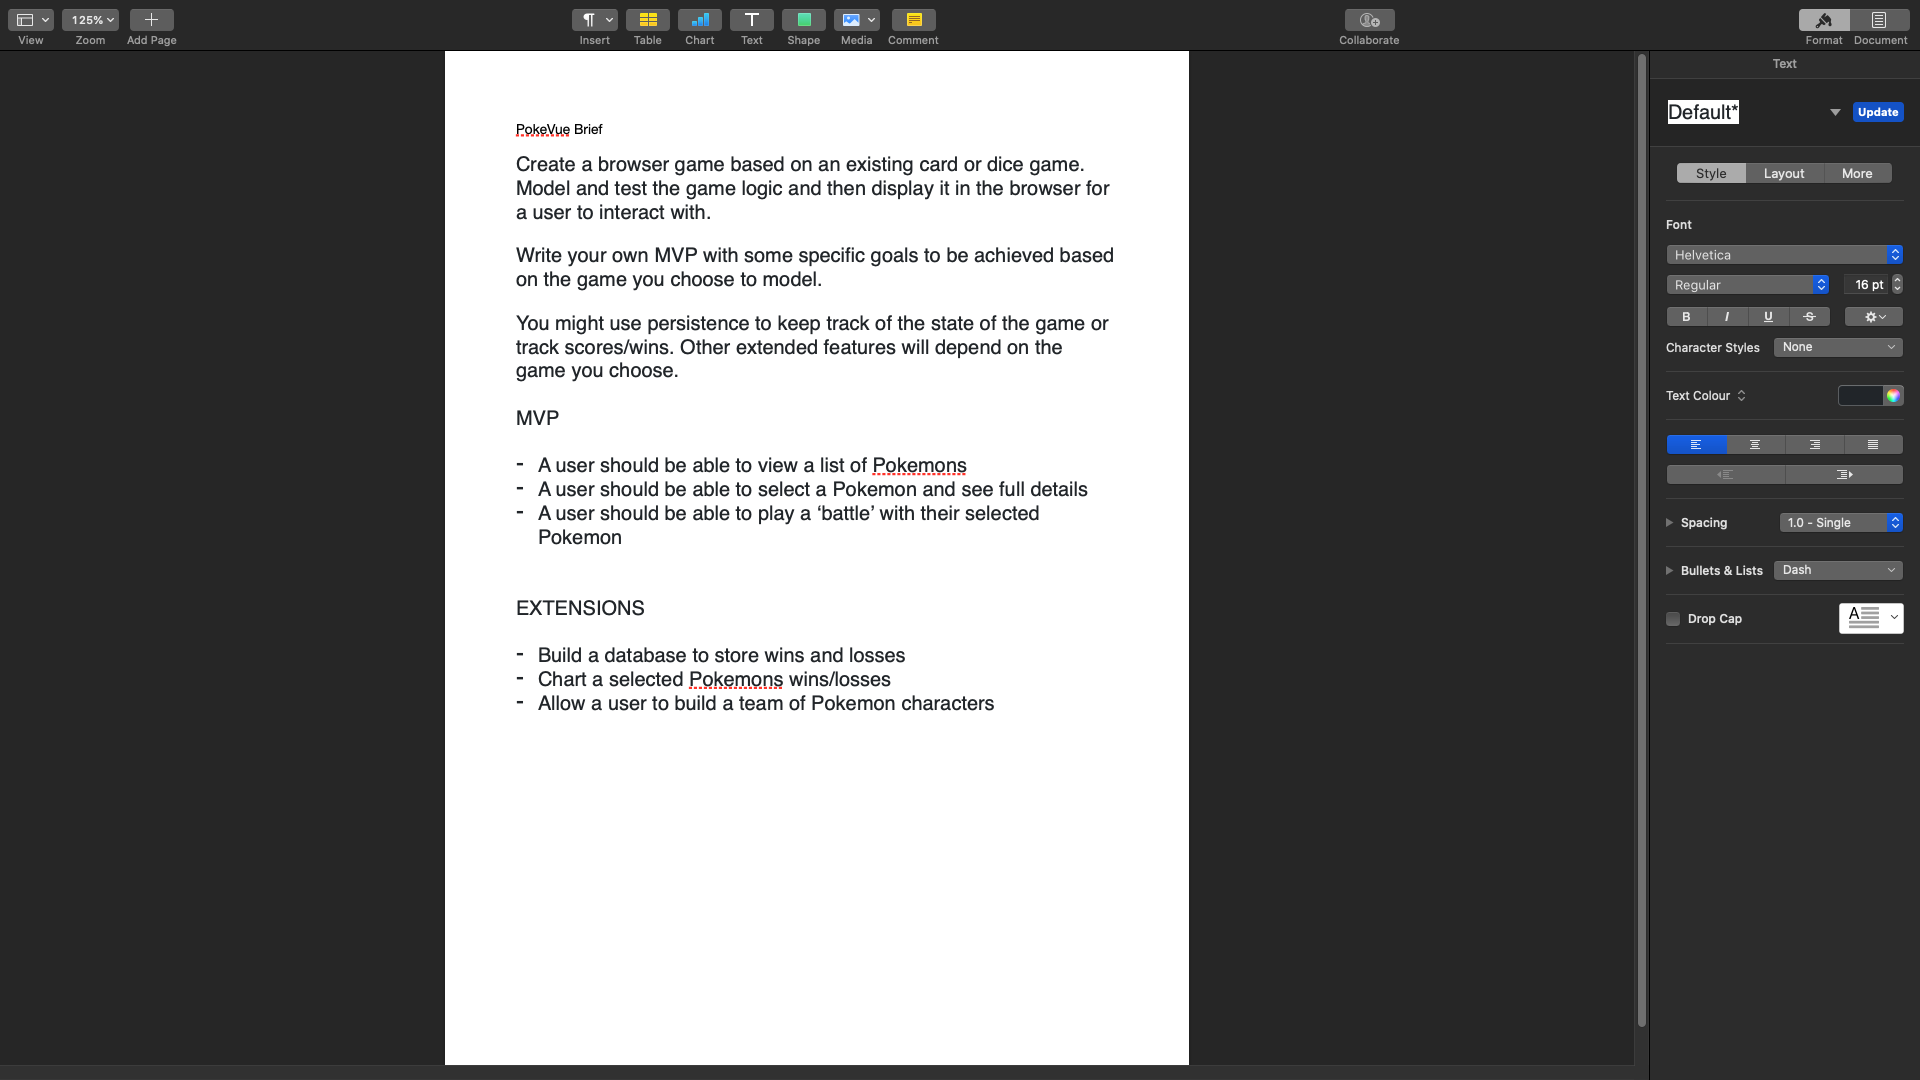 125%
View
Zoom
Add Page
Insert
Table
Chart
Text
Shape
Media
Comment
Collaborate
Format
Document
PokeVue Brief
Create a browser game based on an existing card or dice game.
Model and test the game logic and then display it in the browser for
a user to interact with.
Write your own MVP with some specific goals to be achieved based
on the game you choose to model.
You might use persistence to keep track of the state of the game or
track scores/wins. Other extended features will depend on the
game you choose.
MVP
- A user should be able to view a list of Pokemons
- A user should be able to select a Pokemon and see full details
- A user should be able to play a ‘battle’ with their selected
Pokemon
EXTENSIONS
- Build a database to store wins and losses
- Chart a selected Pokemons wins/losses
- Allow a user to build a team of Pokemon characters
Text
Default*
Update
Style
Layout
More
Font
Helvetica
Regular
16 pt
B I U S
Character Styles
None
Text Colour
Spacing
1.0 - Single
Bullets & Lists
Dash
Drop Cap
A